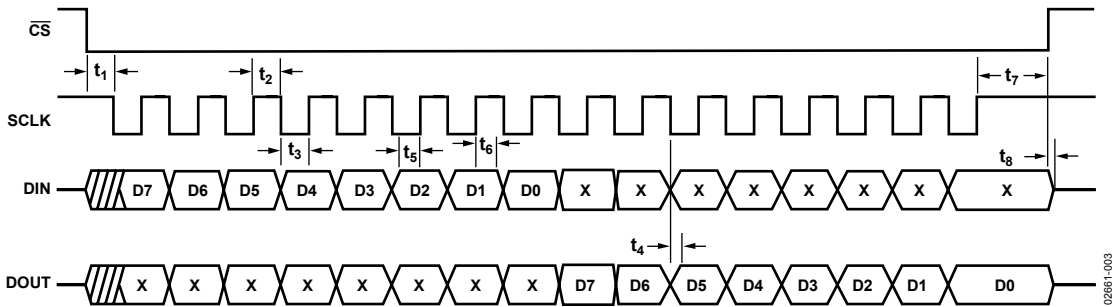 CS
t1 t2 t7
SCLK
t3 t5 t6 t8
DIN D7 D6 D5 D4 D3 D2 D1 D0 X X X X X X X X
t4
DOUT X X X X X X X X D7 D6 D5 D4 D3 D2 D1 D0
02661-003